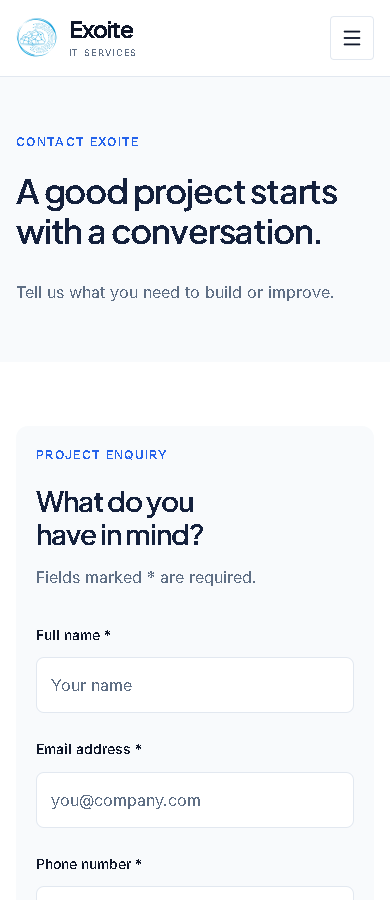 Exoite
IT SERVICES
CONTACT EXOITE
A good project starts
with a conversation.
Tell us what you need to build or improve.
PROJECT ENQUIRY
What do you
have in mind?
Fields marked * are required.
Full name *
Your name
Email address *
you@company.com
Phone number *